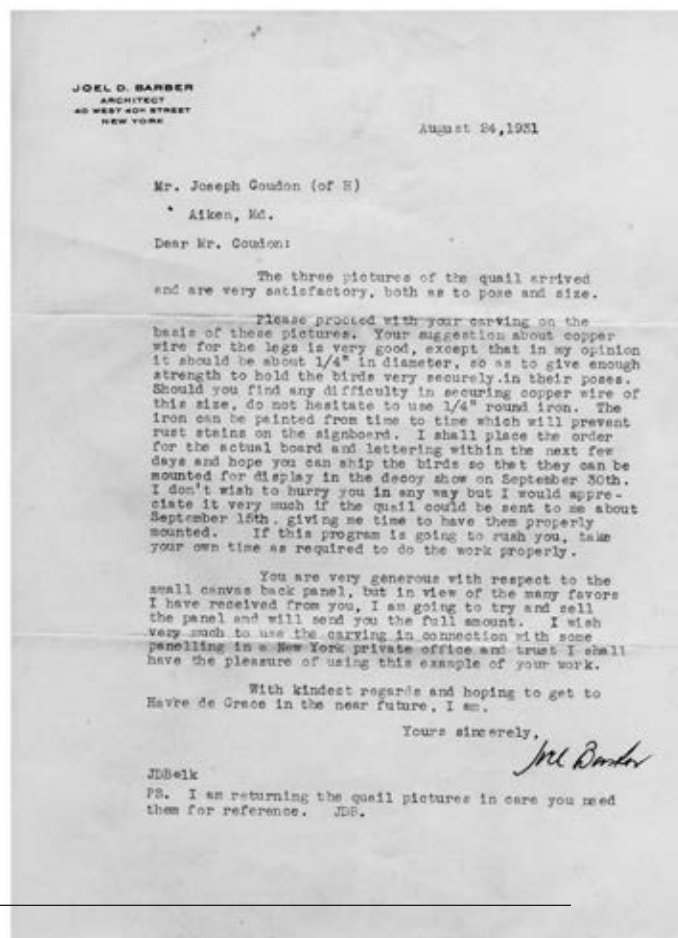 Md.
JOEL D. BARBER
ARCHITECT
40 WEST 40TH STREET
NEW YORK
August 24,1931
Mr. Joseph Coudon (of H)
Aiken, Md.
Dear Mr. Coudon:
The three pictures of the quail arrived
and are very satisfactory, both as to pose and size.
Please proceed with your carving on the
basis of these pictures. Your suggestion about copper
wire for the legs is very good, except that in my opinion
it should be about 1/4" in diameter, so as to give enough
strength to hold the birds very securely.in their poses.
Should you find any difficulty in securing copper wire of
this size, do not hesitate to use 1/4" round iron. The
iron can be painted from time to time which will prevent
rust stains on the signboard. I shall place the order
for the actual board and lettering within the next few
days and hope you can ship the birds so that they can be
mounted for display in the decoy show on September 30th.
I don't wish to hurry you in any way but I would appre-
ciate it very much if the quail could be sent to me about
September 15th, giving me time to have them properly
mounted. If this program is going to rush you, take
your own time as required to do the work properly.
You are very generous with respect to the
small canvas back panel, but in view of the many favors
I have received from you, I am going to try and sell
the panel and will send you the full amount. I wish
very much to use the carving in connection with some
panelling in a New York private office and trust I shall
have the pleasure of using this example of your work.
With kindest regards and hoping to get to
Havre de Grace in the near future, I am,
Yours sincerely,
Joel Barber
JDB*lk
PS. I am returning the quail pictures in care you need
them for reference. JDB.